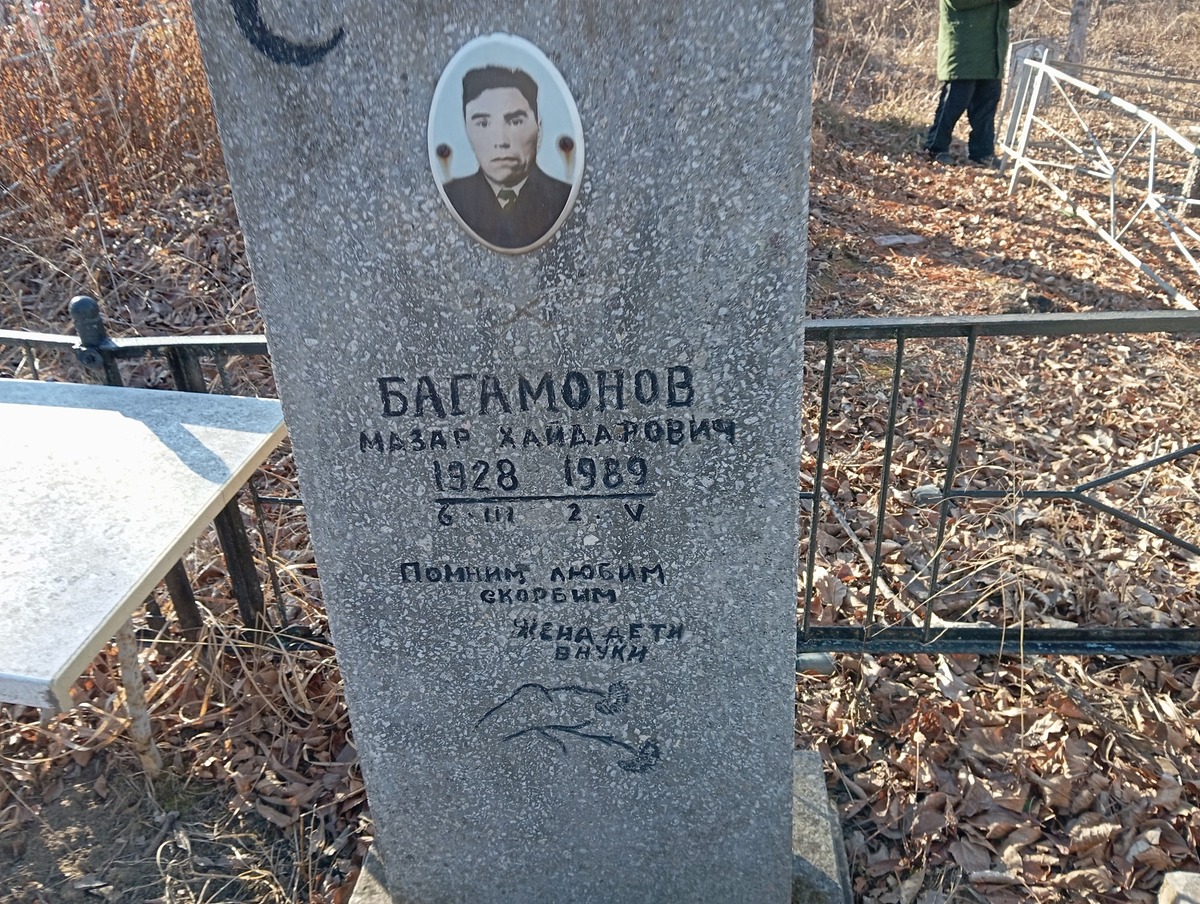 БАГАМОНОВ
МАЗАР ХАЙДАРОВИЧ
1928 1989
6·III 2·V
ПОМНИМ, ЛЮБИМ
СКОРБИМ
ЖЕНА, ДЕТИ
ВНУКИ